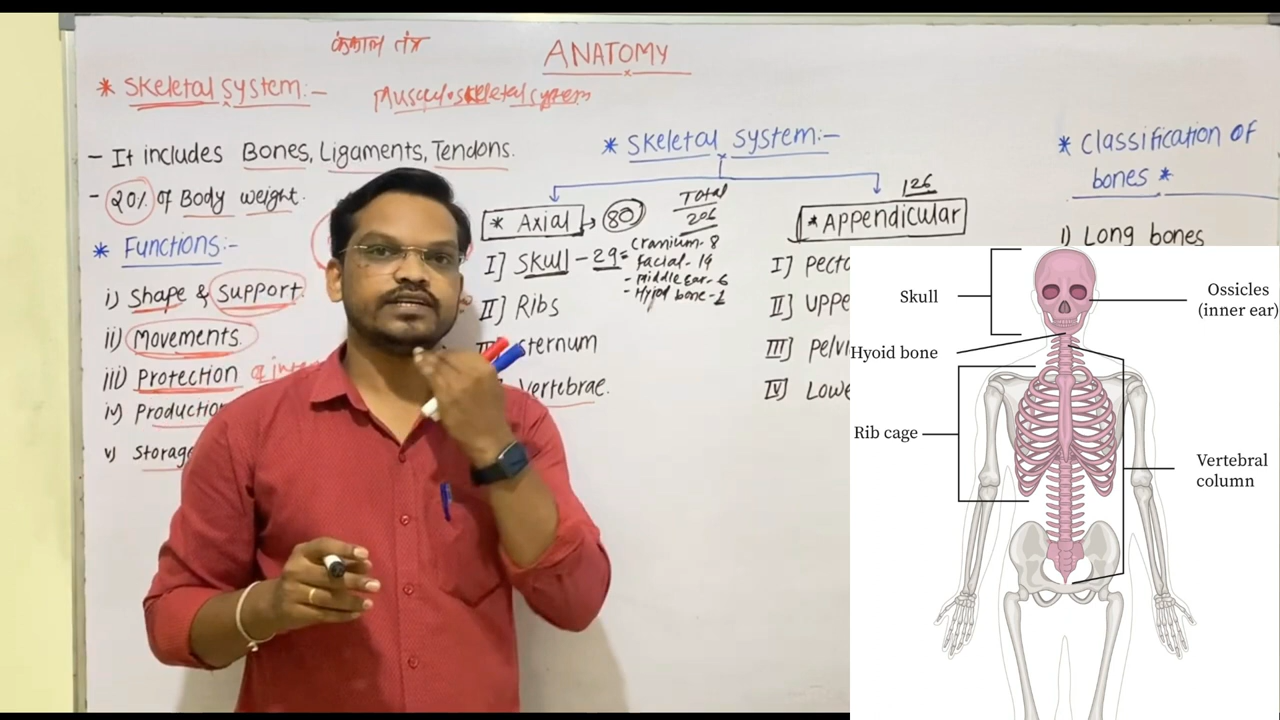 कंकाल तंत्र
ANATOMY
* Skeletal System:-
Musculoskeletal system
- It includes Bones, Ligaments, Tendons.
- 20% of Body weight.
* Functions:-
i) Shape & Support
ii) Movements.
iii) Protection of
iv) Production
v) Storage
* Skeletal System:-
* Axial → 80
Total
206
I] Skull - 29=
Cranium - 8
facial - 14
- Middle Ear - 6
- Hyoid bone - 1
II] Ribs
III] Sternum
Vertebrae.
126
* Appendicular
I] Pecto
II] Uppe
III] Pelvi
IV] Lowe
* Classification Of
bones *
i) Long bones
Skull
Ossicles
(inner ear)
Hyoid bone
Rib cage
Vertebral
column